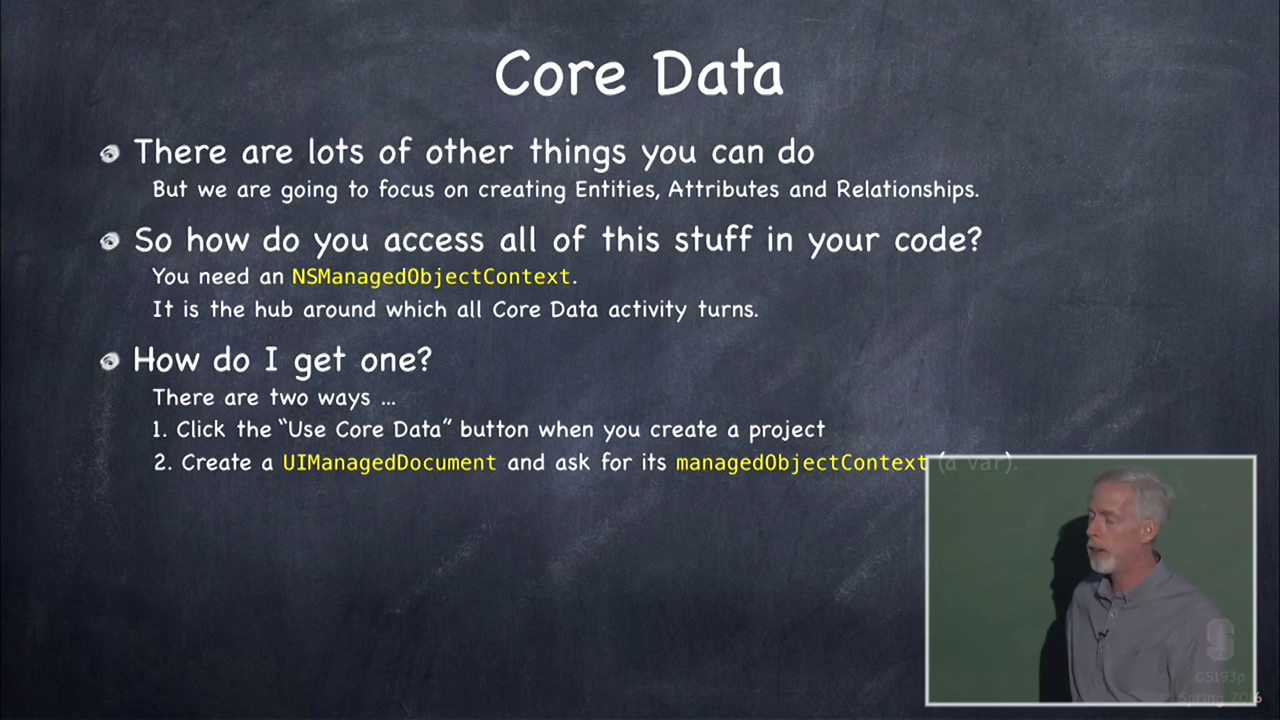 Core Data
There are lots of other things you can do
But we are going to focus on creating Entities, Attributes and Relationships.
So how do you access all of this stuff in your code?
You need an NSManagedObjectContext.
It is the hub around which all Core Data activity turns.
How do I get one?
There are two ways …
1. Click the “Use Core Data” button when you create a project
2. Create a UIManagedDocument and ask for its managedObjectContext (a var).
CS193p
Spring 2016